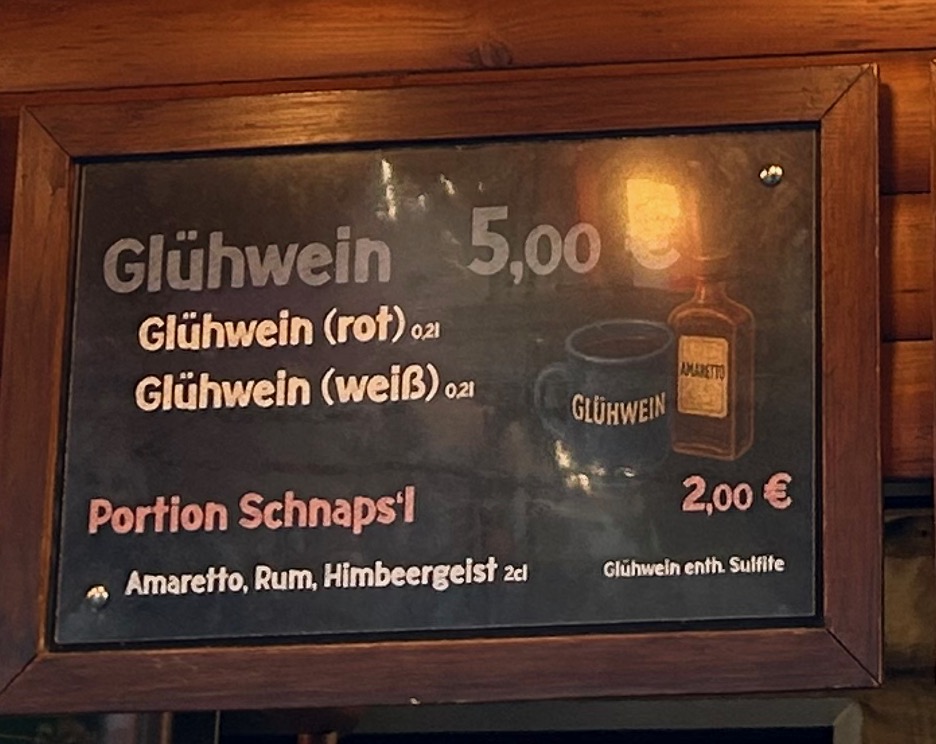 Glühwein 5,00 €
Glühwein (rot) 0,2l
Glühwein (weiß) 0,2l
GLÜHWEIN
AMARETTO
Portion Schnaps‘l 2,00 €
Amaretto, Rum, Himbeergeist 2cl
Glühwein enth. Sulfite